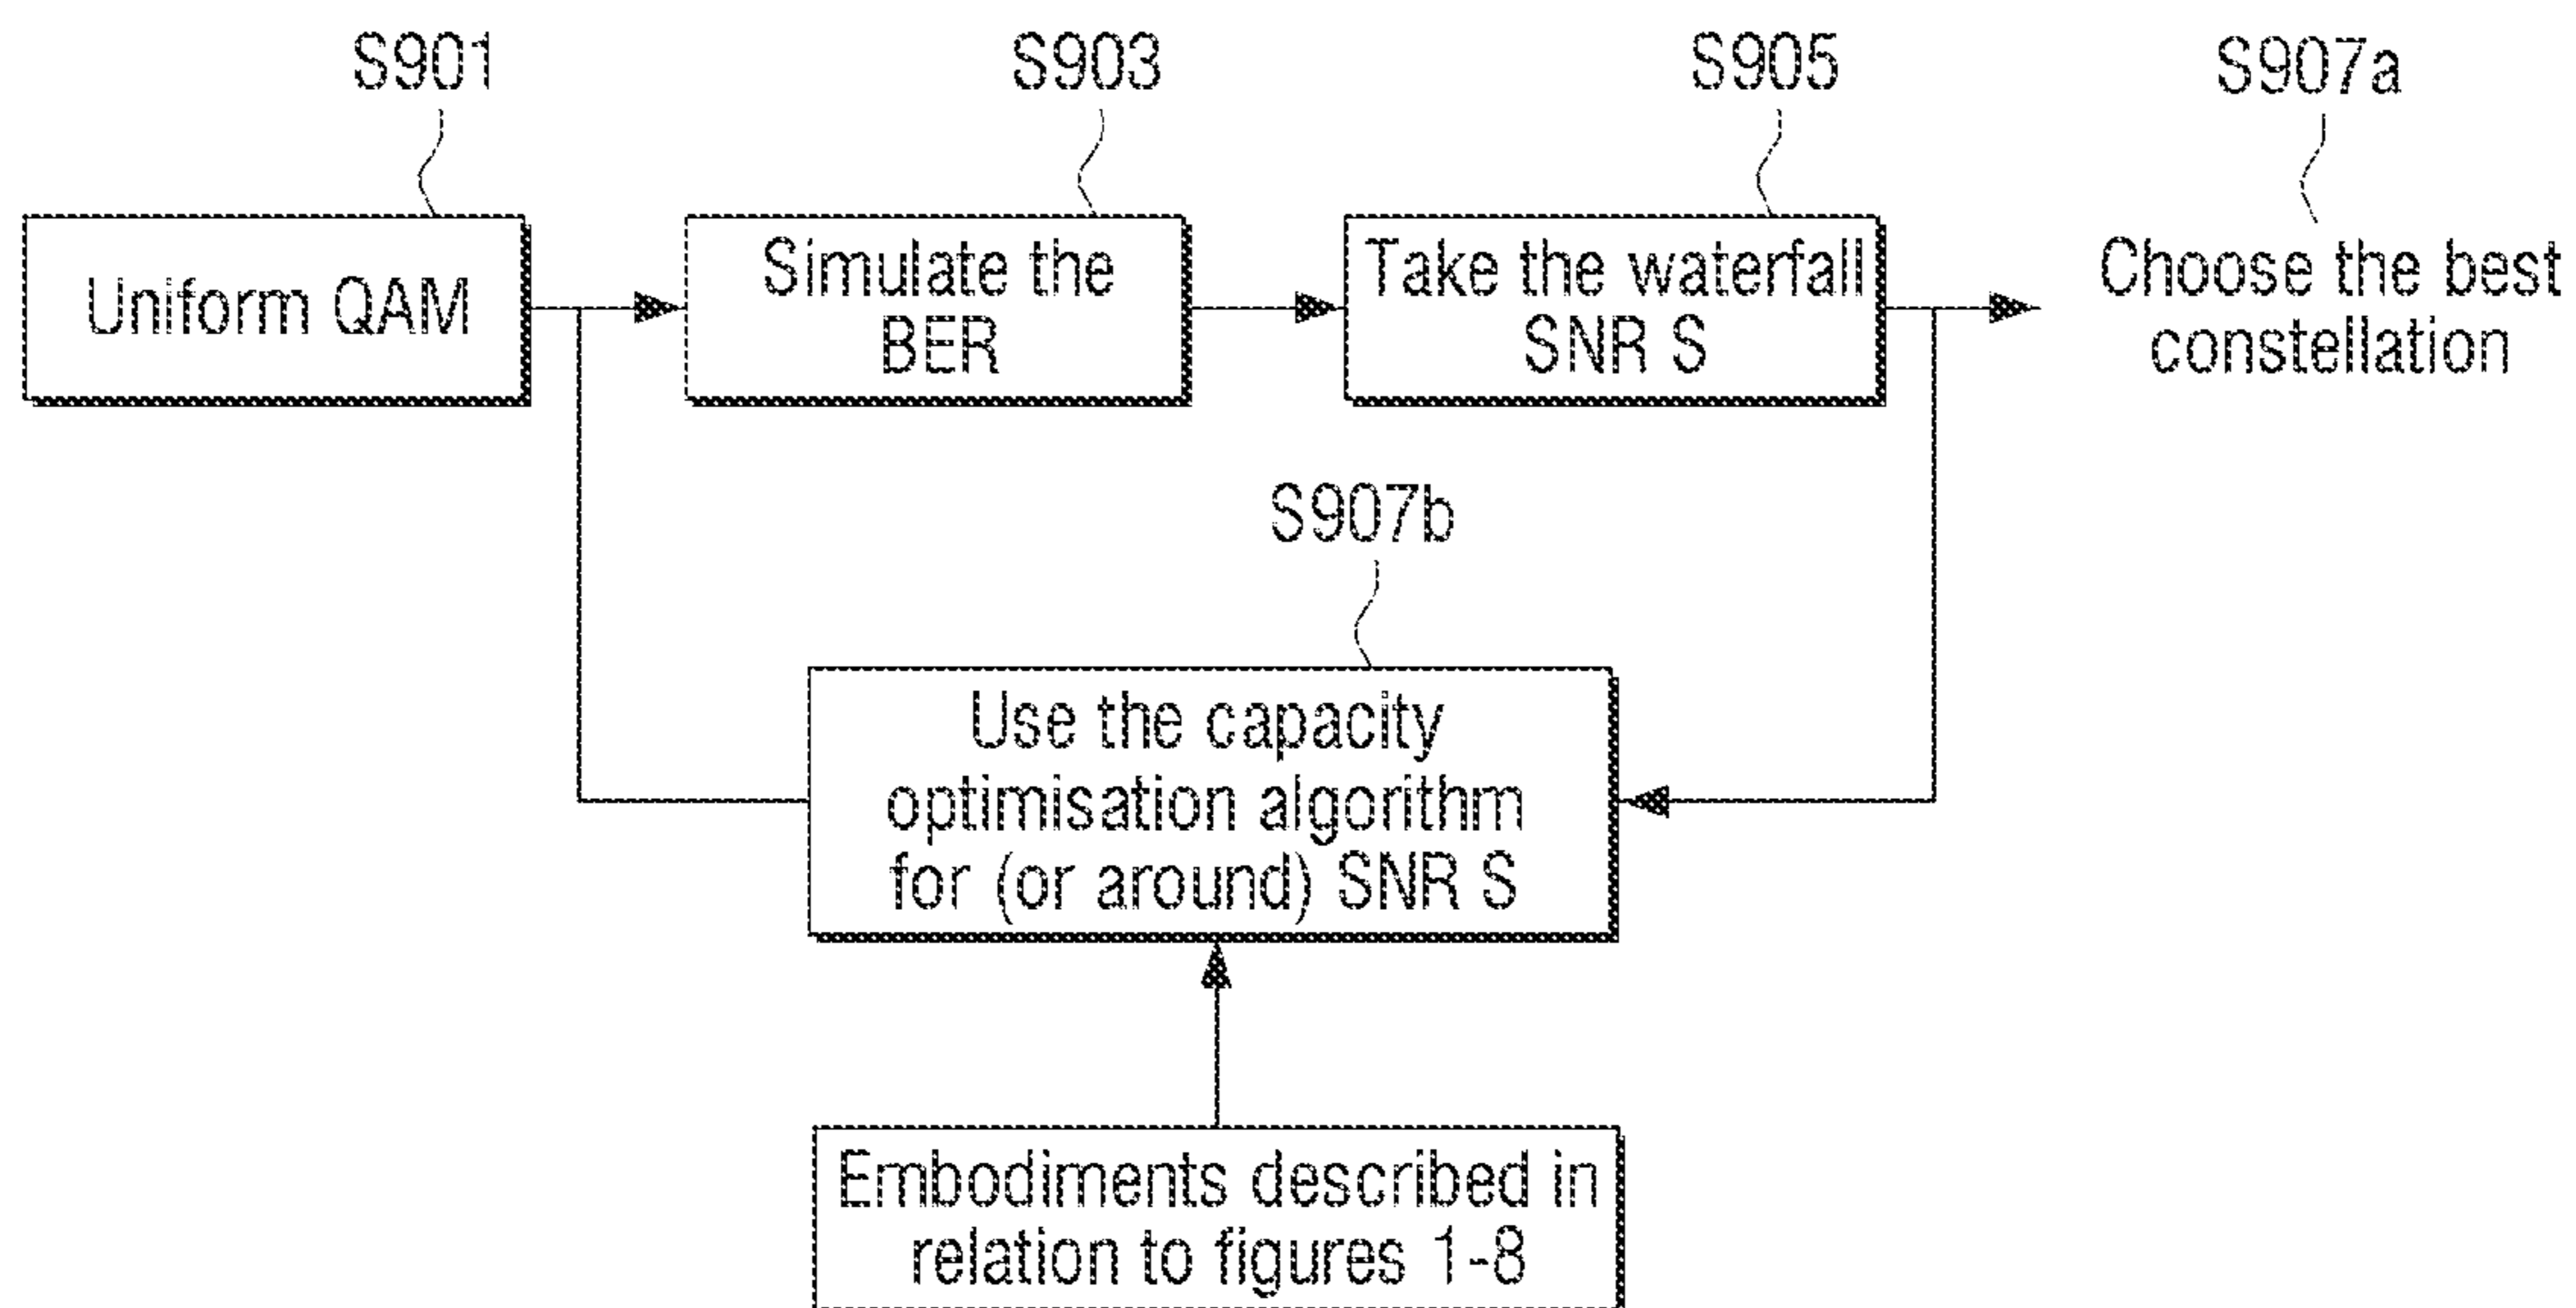 S901
S903
S905
S907a
Uniform QAM
Simulate the
BER
Take the waterfall
SNR S
Choose the best
constellation
S907b
Use the capacity
optimisation algorithm
for (or around) SNR S
Embodiments described in
relation to figures 1-8